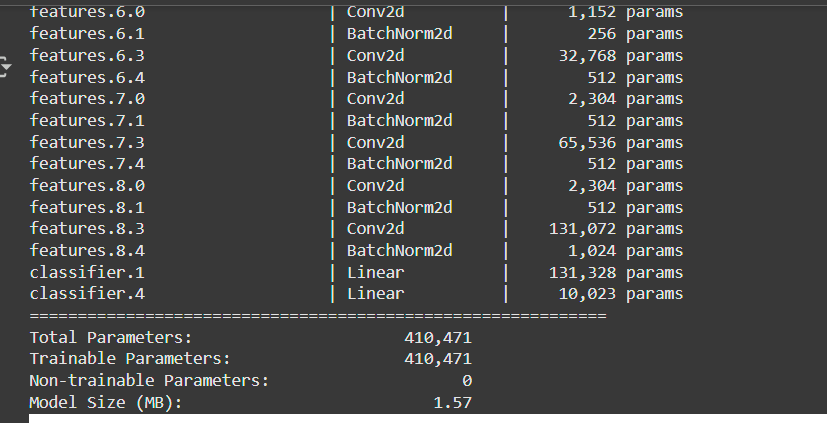 features.6.0 | Conv2d | 1,152 params
features.6.1 | BatchNorm2d | 256 params
features.6.3 | Conv2d | 32,768 params
features.6.4 | BatchNorm2d | 512 params
features.7.0 | Conv2d | 2,304 params
features.7.1 | BatchNorm2d | 512 params
features.7.3 | Conv2d | 65,536 params
features.7.4 | BatchNorm2d | 512 params
features.8.0 | Conv2d | 2,304 params
features.8.1 | BatchNorm2d | 512 params
features.8.3 | Conv2d | 131,072 params
features.8.4 | BatchNorm2d | 1,024 params
classifier.1 | Linear | 131,328 params
classifier.4 | Linear | 10,023 params
============================================================
Total Parameters: 410,471
Trainable Parameters: 410,471
Non-trainable Parameters: 0
Model Size (MB): 1.57